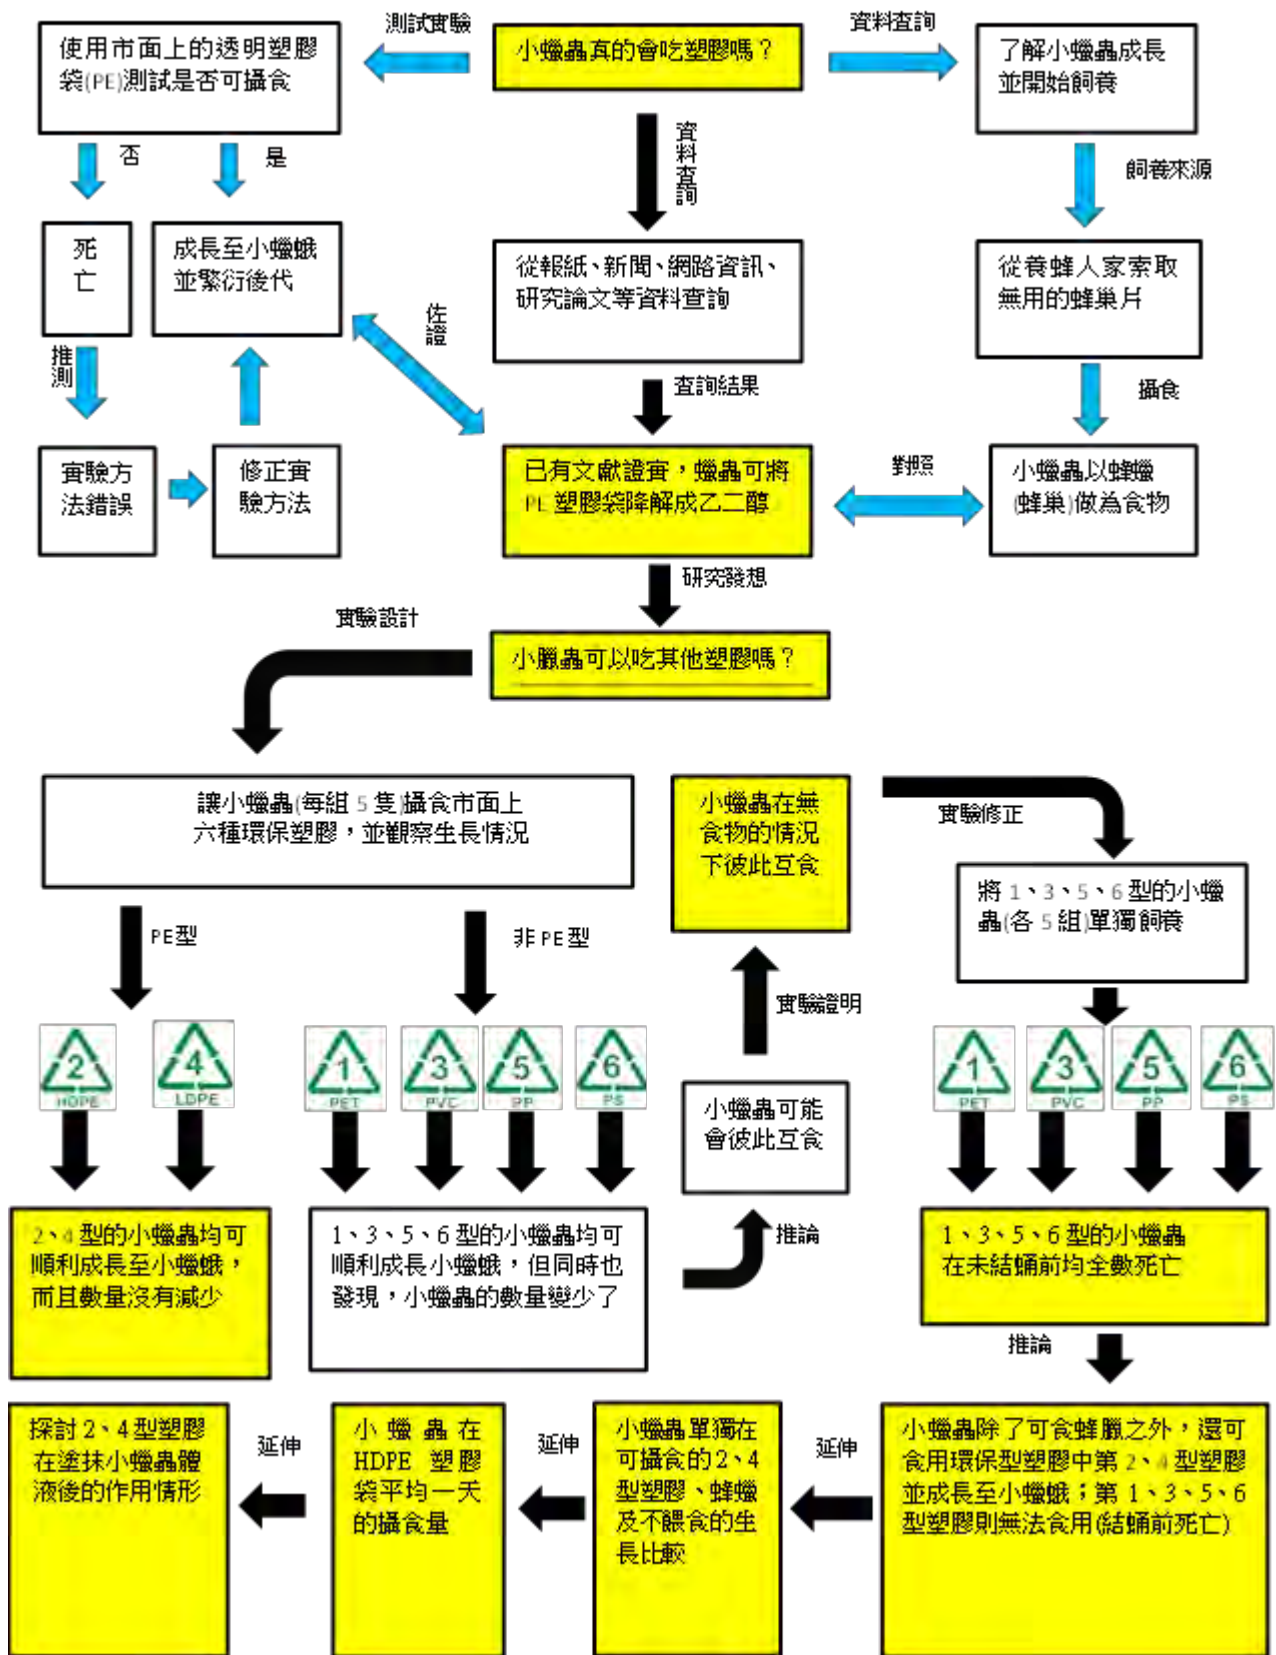 測試實驗
小蠟蟲真的會吃塑膠嗎？
資料查詢
使用市面上的透明塑膠
袋(PE)測試是否可攝食
了解小蠟蟲成長
並開始飼養
否
是
資料查詢
飼養來源
死亡
成長至小蠟蛾
並繁衍後代
從報紙、新聞、網路資訊、
研究論文等資料查詢
從養蜂人家索取
無用的蜂巢片
推測
佐證
查詢結果
攝食
實驗方
法錯誤
修正實
驗方法
已有文獻證實，蠟蟲可將
PE 塑膠袋降解成乙二醇
對照
小蠟蟲以蜂蠟
(蜂巢)做為食物
研究發想
實驗設計
小臘蟲可以吃其他塑膠嗎？
讓小蠟蟲(每組 5 隻)攝食市面上
六種環保塑膠，並觀察生長情況
小蠟蟲在無
食物的情況
下彼此互食
實驗修正
將 1、3、5、6 型的小蠟
蟲(各 5 組)單獨飼養
PE型
非 PE 型
實驗證明
2
HDPE
4
LDPE
1
PET
3
PVC
5
PP
6
PS
小蠟蟲可能
會彼此互食
1
PET
3
PVC
5
PP
6
PS
2、4 型的小蠟蟲均可
順利成長至小蠟蛾，
而且數量沒有減少
1、3、5、6 型的小蠟蟲均可
順利成長小蠟蛾，但同時也
發現，小蠟蟲的數量變少了
推論
1、3、5、6 型的小蠟蟲
在未結蛹前均全數死亡
推論
探討 2、4 型塑膠
在塗抹小蠟蟲體
液後的作用情形
延伸
小蠟蟲在
HDPE 塑膠
袋平均一天
的攝食量
延伸
小蠟蟲單獨在
可攝食的 2、4
型塑膠、蜂蠟
及不餵食的生
長比較
延伸
小蠟蟲除了可食蜂臘之外，還可
食用環保型塑膠中第 2、4 型塑膠
並成長至小蠟蛾；第 1、3、5、6
型塑膠則無法食用(結蛹前死亡)